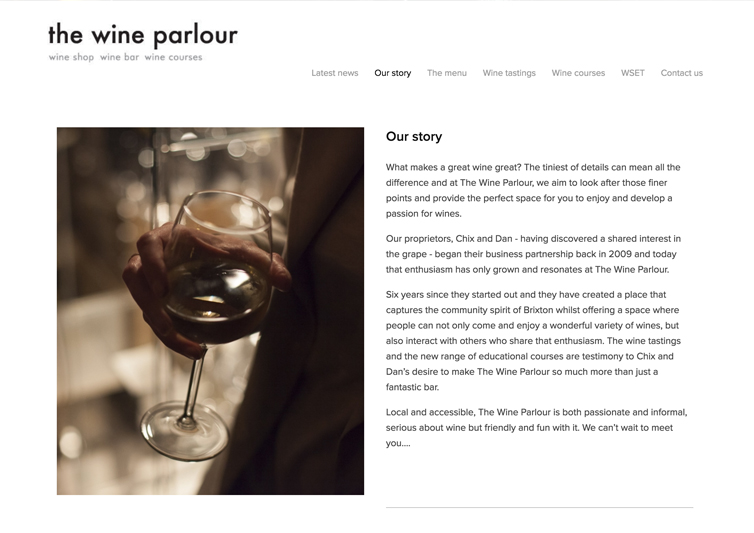 the wine parlour
wine shop wine bar wine courses
Latest news Our story The menu Wine tastings Wine courses WSET Contact us
Our story
What makes a great wine great? The tiniest of details can mean all the
difference and at The Wine Parlour, we aim to look after those finer
points and provide the perfect space for you to enjoy and develop a
passion for wines.
Our proprietors, Chix and Dan - having discovered a shared interest in
the grape - began their business partnership back in 2009 and today
that enthusiasm has only grown and resonates at The Wine Parlour.
Six years since they started out and they have created a place that
captures the community spirit of Brixton whilst offering a space where
people can not only come and enjoy a wonderful variety of wines, but
also interact with others who share that enthusiasm. The wine tastings
and the new range of educational courses are testimony to Chix and
Dan's desire to make The Wine Parlour so much more than just a
fantastic bar.
Local and accessible, The Wine Parlour is both passionate and informal,
serious about wine but friendly and fun with it. We can't wait to meet
you....